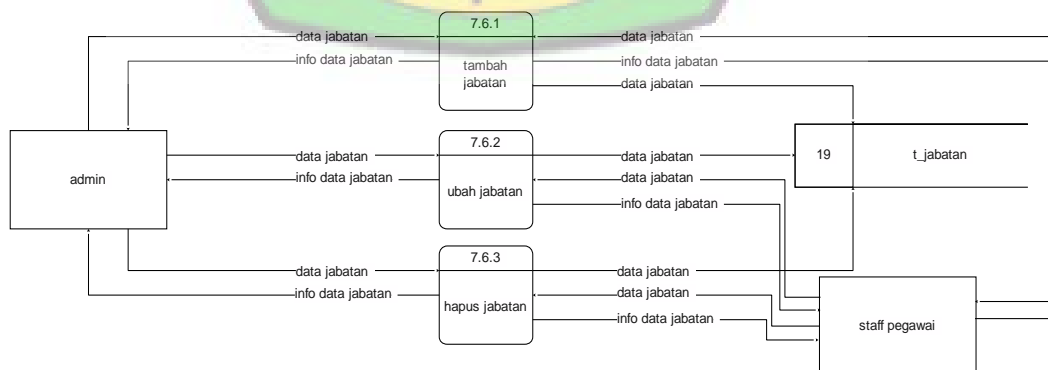 7.6.1
data jabatan
data jabatan
info data jabatan
info data jabatan
tambah
jabatan
data jabatan
7.6.2
19
t_jabatan
data jabatan
data jabatan
admin
info data jabatan
data jabatan
ubah jabatan
info data jabatan
7.6.3
data jabatan
data jabatan
info data jabatan
data jabatan
hapus jabatan
info data jabatan
staff pegawai